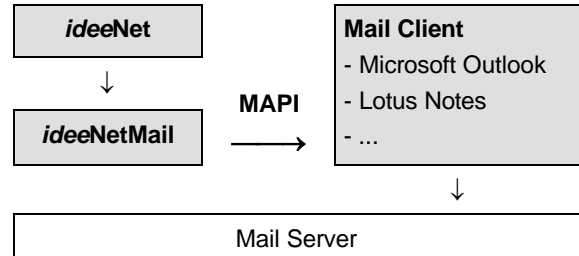 ideeNet
↓
ideeNetMail
MAPI
→
Mail Client
- Microsoft Outlook
- Lotus Notes
- ...
↓
Mail Server